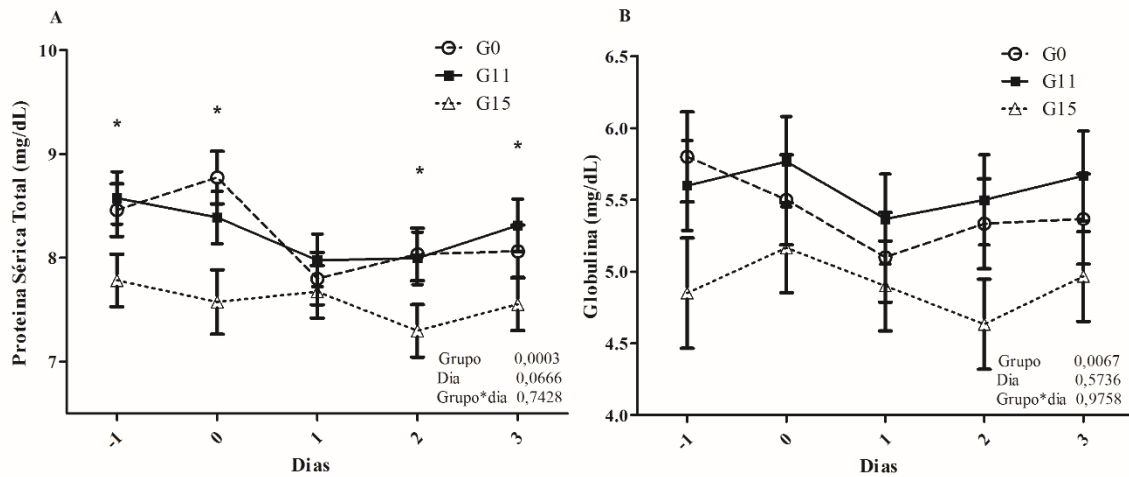 A
G0
G11
G15
10
9
8
7
Proteina Sérica Total (mg/dL)
*
*
*
*
Grupo 0,0003
Dia 0,0666
Grupo*dia 0,7428
-1 0 1 2 3
Dias
B
G0
G11
G15
6.5
6.0
5.5
5.0
4.5
4.0
Globulina (mg/dL)
Grupo 0,0067
Dia 0,5736
Grupo*dia 0,9758
-1 0 1 2 3
Dias